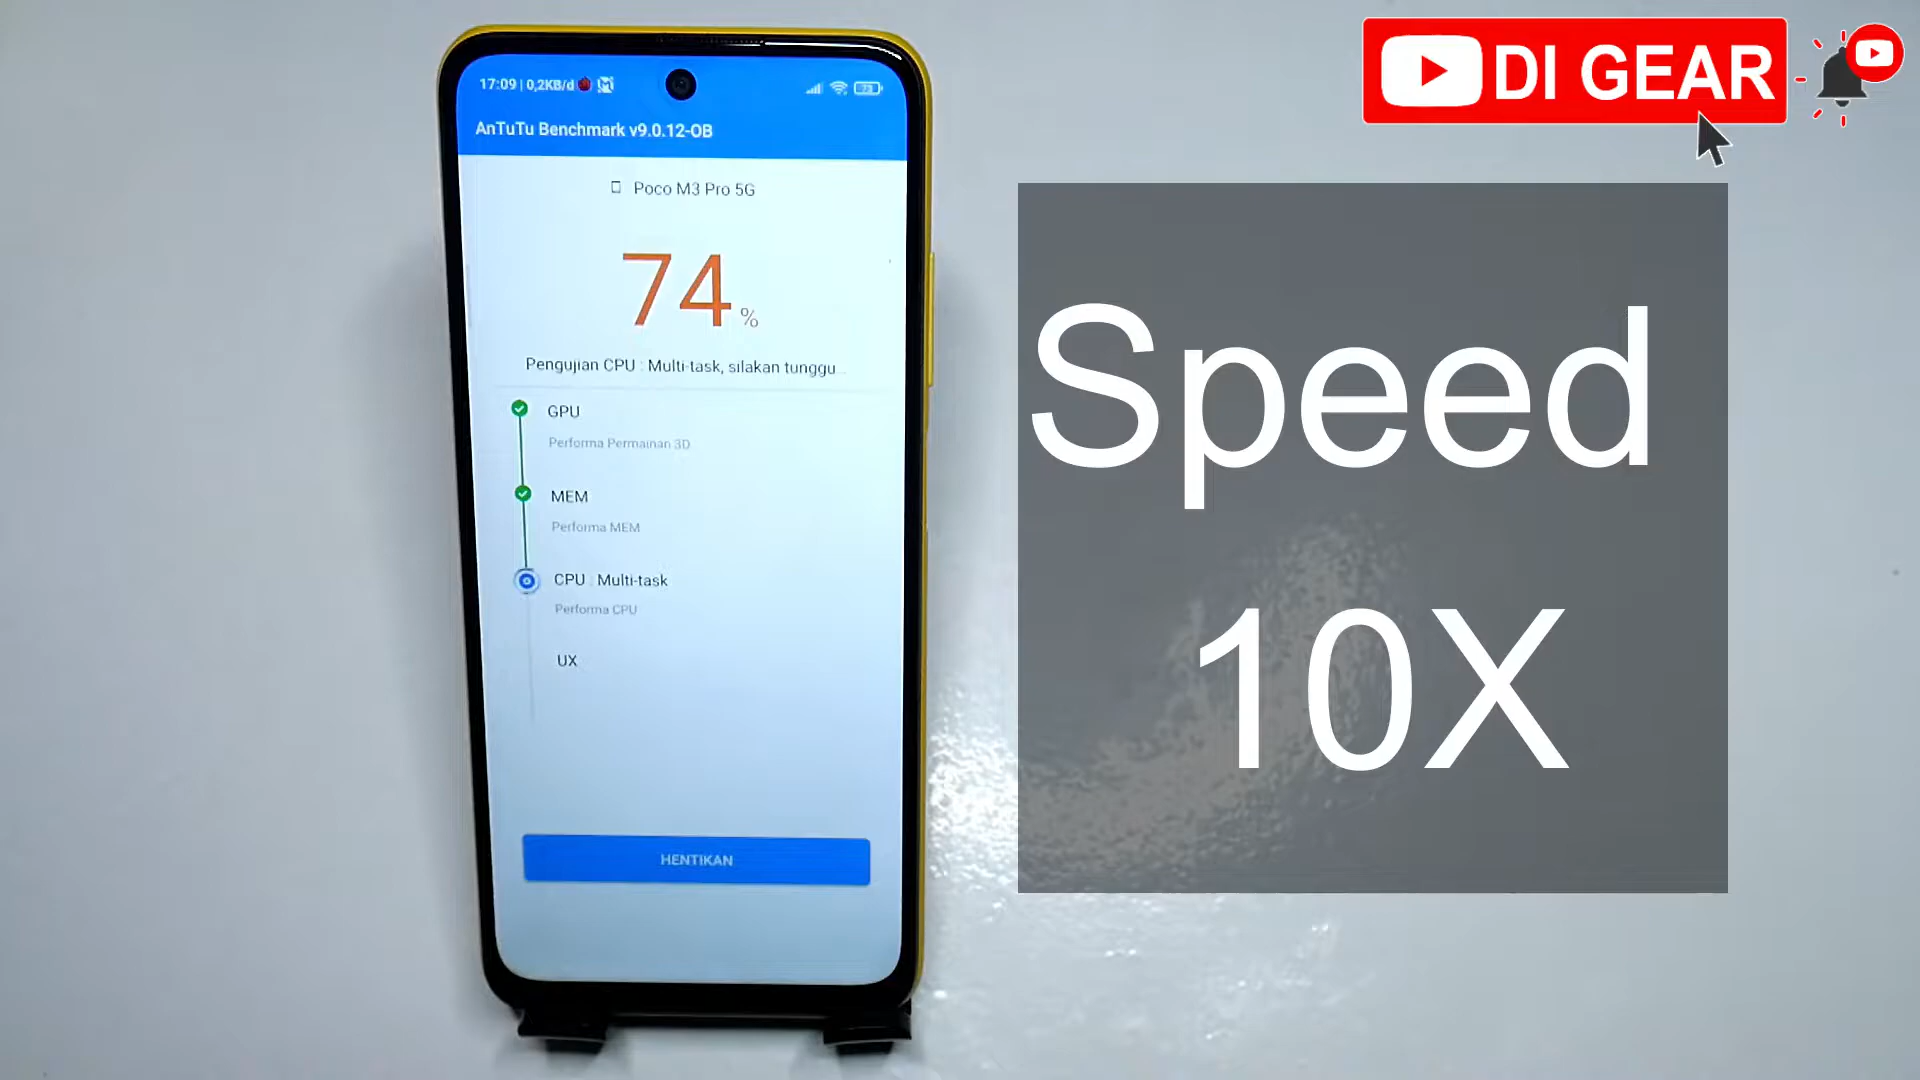 17:09 | 0,2KB/d
AnTuTu Benchmark v9.0.12-OB
Poco M3 Pro 5G
74%
Pengujian CPU : Multi-task, silakan tunggu...
GPU
Performa Permainan 3D
MEM
Performa MEM
CPU : Multi-task
Performa CPU
UX
HENTIKAN
DI GEAR
Speed
10X